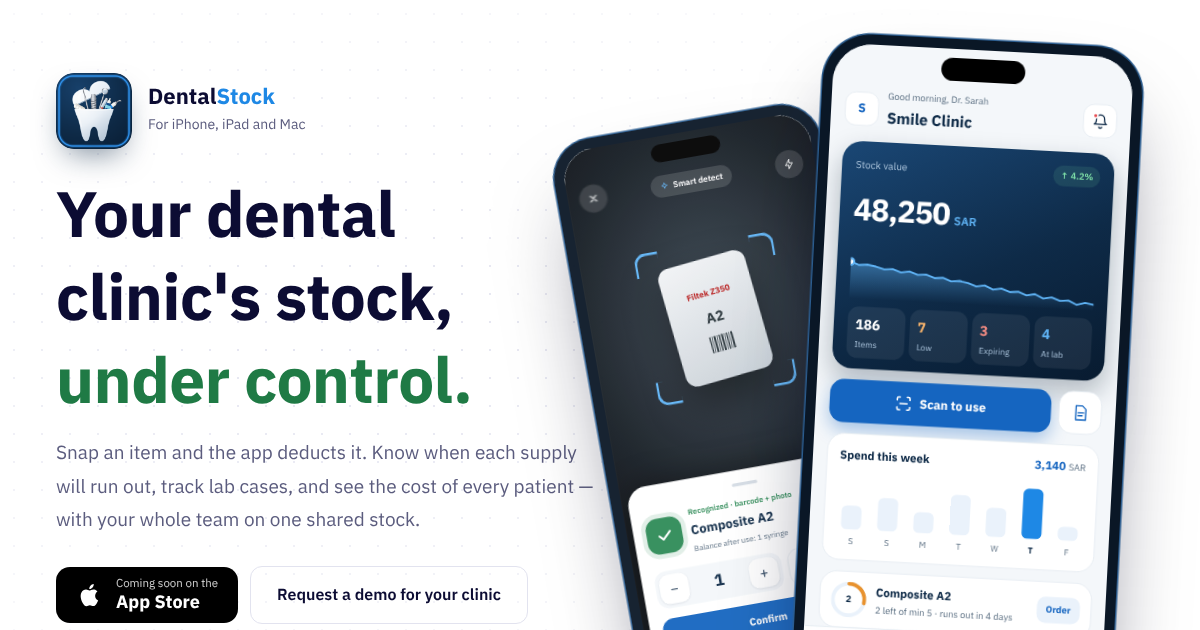 DentalStock
For iPhone, iPad and Mac
Your dental
clinic's stock,
under control.
Snap an item and the app deducts it. Know when each supply
will run out, track lab cases, and see the cost of every patient —
with your whole team on one shared stock.
Coming soon on the
App Store
Request a demo for your clinic
Smart detect
Filtek Z350
A2
Recognized · barcode + photo
Composite A2
Balance after use: 1 syringe
− 1 +
Confirm
S
Good morning, Dr. Sarah
Smile Clinic
Stock value
↑ 4.2%
48,250 SAR
186 7 3 4
Items Low Expiring At lab
Scan to use
Spend this week
3,140 SAR
S S M T W T F
2
Composite A2
2 left of min 5 · runs out in 4 days
Order